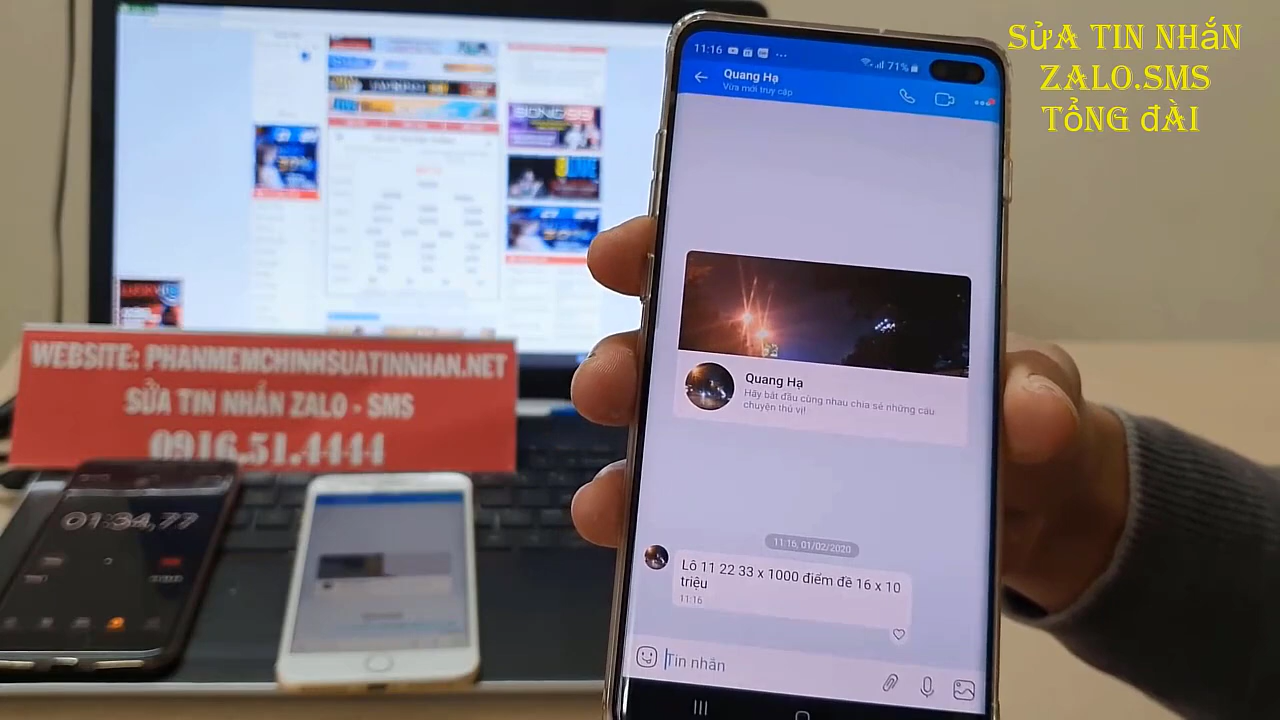 SỬA TIN NHẮN
ZALO.SMS
TỔNG ĐÀI
11:16
71%
Quang Hạ
Vừa mới truy cập
Quang Hạ
Hãy bắt đầu cùng nhau chia sẻ những câu
chuyện thú vị!
11:16, 01/02/2020
Lô 11 22 33 x 1000 điểm đề 16 x 10
triệu
11:16
Tin nhắn
WEBSITE: PHANMEMCHINHSUATINNHAN.NET
SỬA TIN NHẮN ZALO - SMS
0916.51.4444
01:34,77